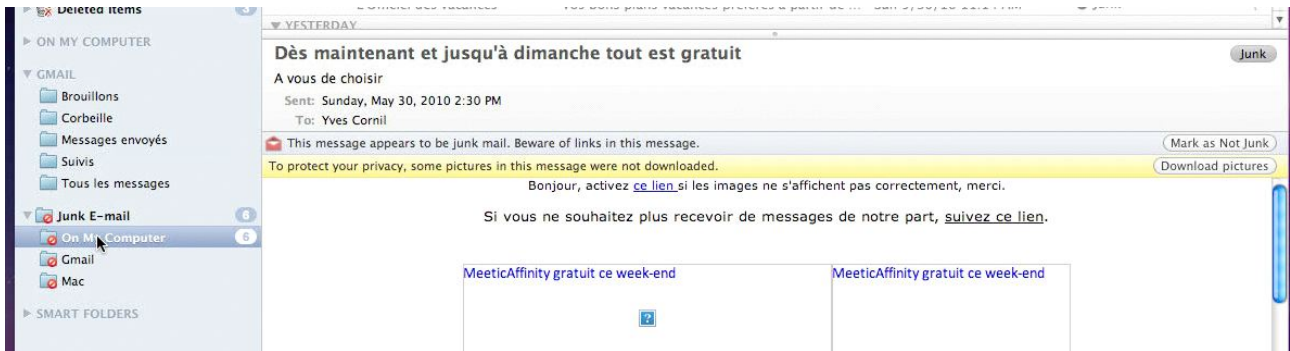 Deleted Items 3
ON MY COMPUTER
GMAIL
Brouillons
Corbeille
Messages envoyés
Suivis
Tous les messages
Junk E-mail 6
On My Computer 6
Gmail
Mac
SMART FOLDERS
YESTERDAY
Dès maintenant et jusqu'à dimanche tout est gratuit Junk
A vous de choisir
Sent: Sunday, May 30, 2010 2:30 PM
To: Yves Cornil
This message appears to be junk mail. Beware of links in this message. Mark as Not Junk
To protect your privacy, some pictures in this message were not downloaded. Download pictures
Bonjour, activez ce lien si les images ne s'affichent pas correctement, merci.
Si vous ne souhaitez plus recevoir de messages de notre part, suivez ce lien.
MeeticAffinity gratuit ce week-end MeeticAffinity gratuit ce week-end
?